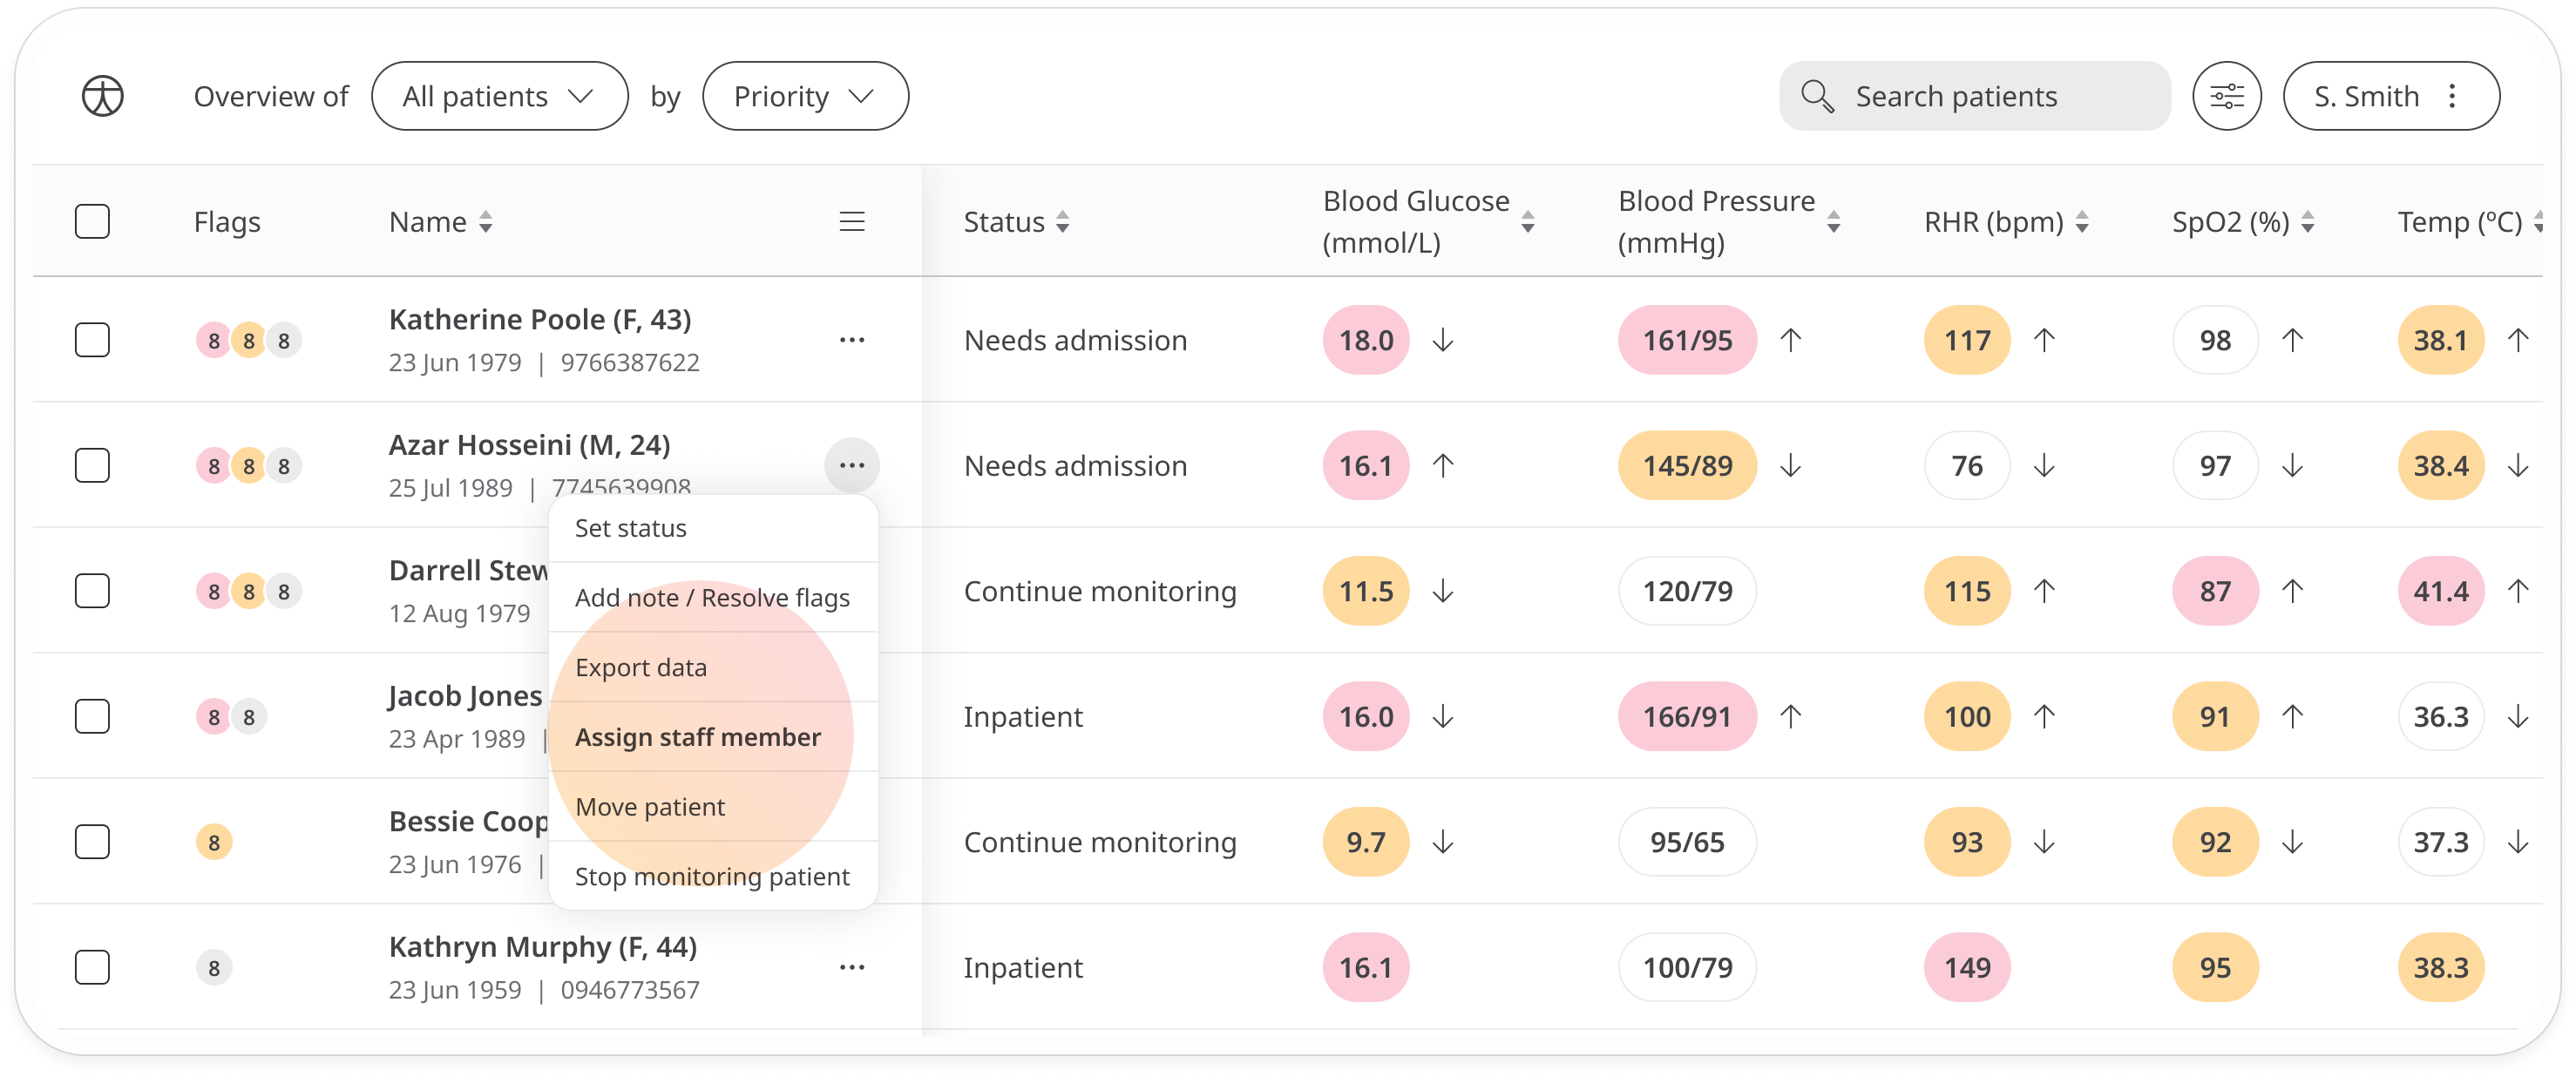 Overview of All patients by Priority Search patients S. Smith
Flags Name Status Blood Glucose (mmol/L) Blood Pressure (mmHg) RHR (bpm) SpO2 (%) Temp (ºC)
8 8 8 Katherine Poole (F, 43) Needs admission 18.0 161/95 117 98 38.1
23 Jun 1979 | 9766387622
8 8 8 Azar Hosseini (M, 24) Needs admission 16.1 145/89 76 97 38.4
25 Jul 1989 | 7745639908
Set status
8 8 8 Darrell Stew Continue monitoring 11.5 120/79 115 87 41.4
12 Aug 1979
Add note / Resolve flags
Export data
8 8 Jacob Jones Inpatient 16.0 166/91 100 91 36.3
23 Apr 1989 |
Assign staff member
Move patient
8 Bessie Coop Continue monitoring 9.7 95/65 93 92 37.3
23 Jun 1976 |
Stop monitoring patient
8 Kathryn Murphy (F, 44) Inpatient 16.1 100/79 149 95 38.3
23 Jun 1959 | 0946773567